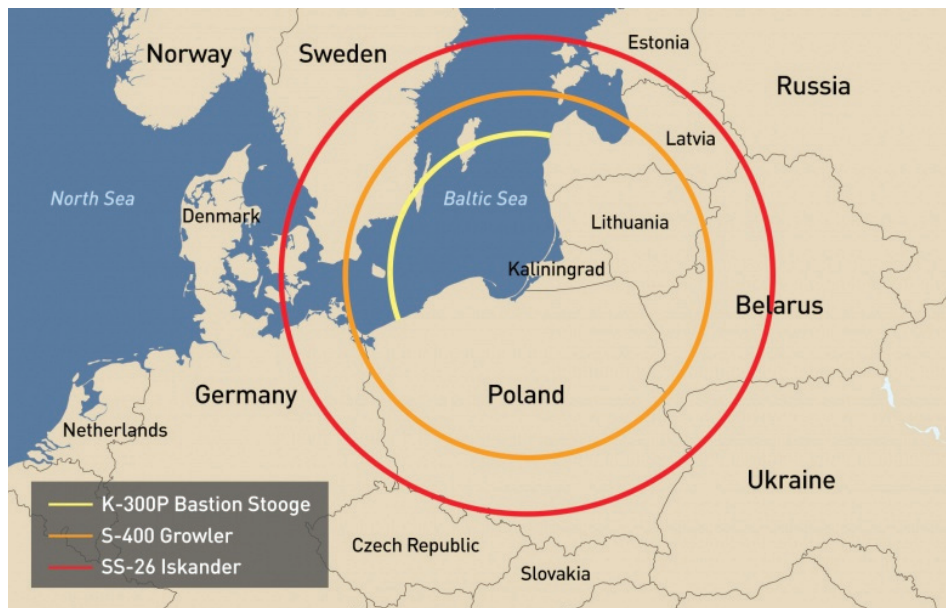 Norway
Sweden
Estonia
Russia
Latvia
North Sea
Denmark
Baltic Sea
Lithuania
Kaliningrad
Belarus
Germany
Poland
Netherlands
Ukraine
K-300P Bastion Stooge
S-400 Growler
SS-26 Iskander
Czech Republic
Slovakia